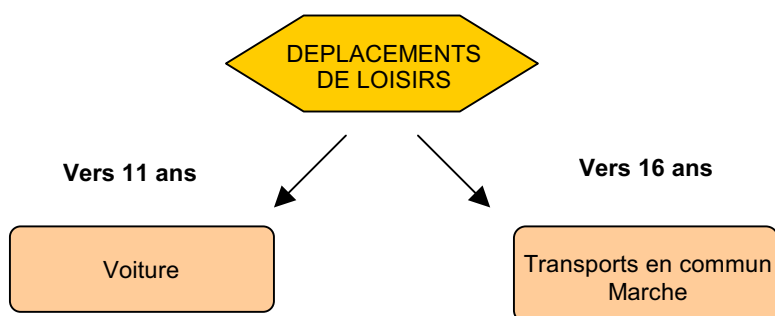 DEPLACEMENTS
DE LOISIRS
Vers 11 ans
Vers 16 ans
Voiture
Transports en commun
Marche